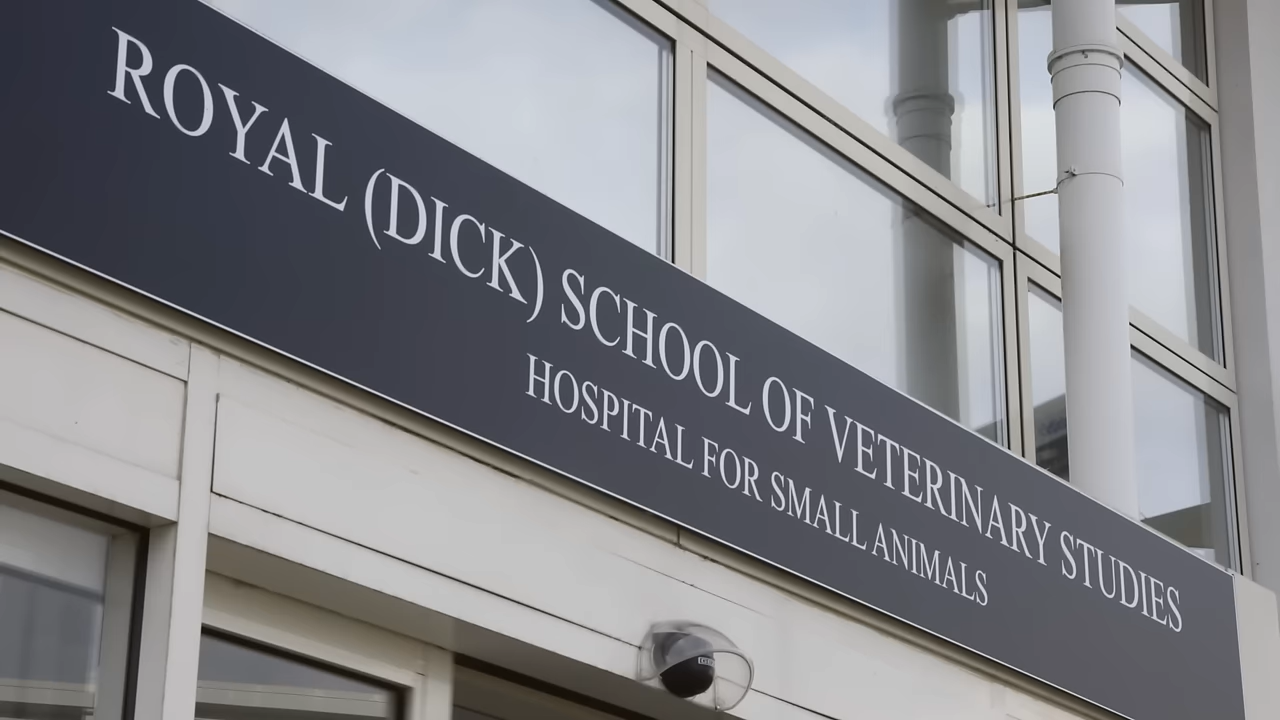 ROYAL (DICK) SCHOOL OF VETERINARY STUDIES
HOSPITAL FOR SMALL ANIMALS